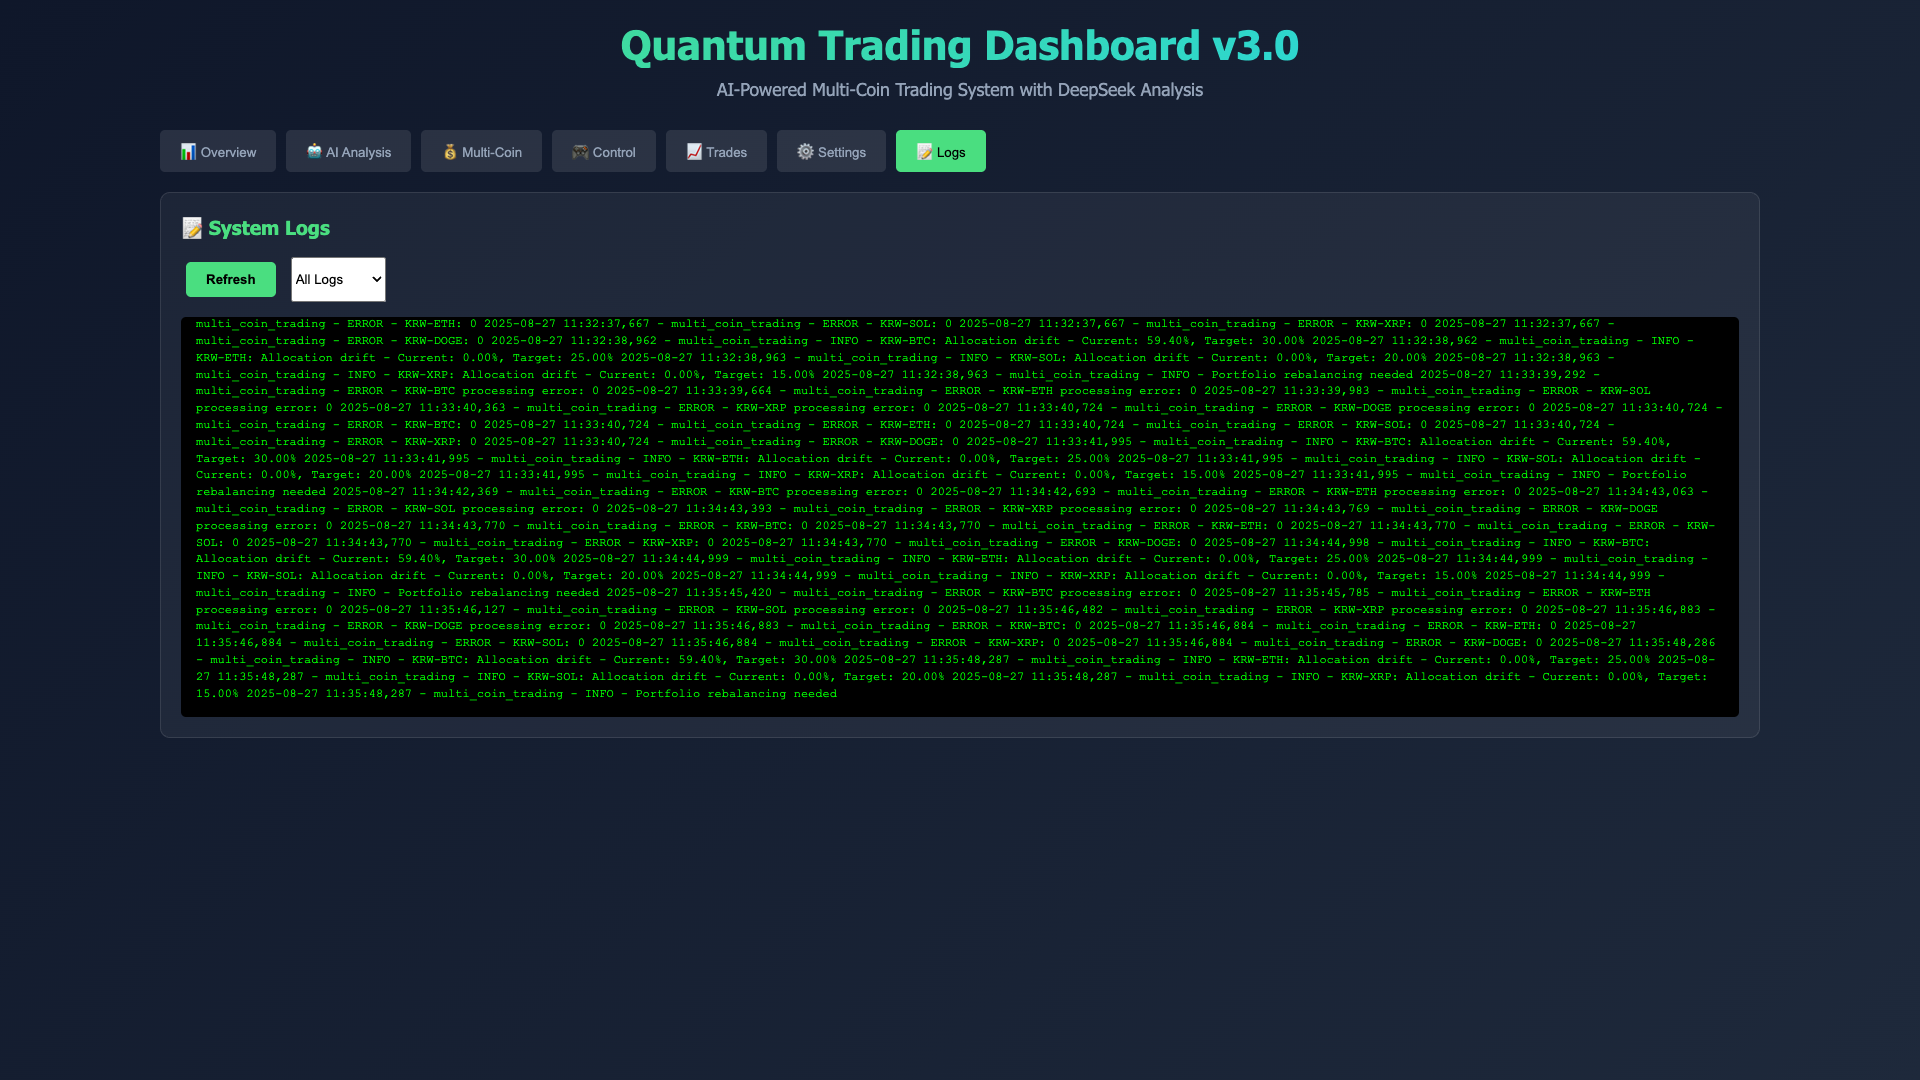 Quantum Trading Dashboard v3.0
AI-Powered Multi-Coin Trading System with DeepSeek Analysis
Overview
AI Analysis
Multi-Coin
Control
Trades
Settings
Logs
System Logs
Refresh
All Logs
multi_coin_trading - ERROR - KRW-ETH: 0 2025-08-27 11:32:37,667 - multi_coin_trading - ERROR - KRW-SOL: 0 2025-08-27 11:32:37,667 - multi_coin_trading - ERROR - KRW-XRP: 0 2025-08-27 11:32:37,667 -
multi_coin_trading - ERROR - KRW-DOGE: 0 2025-08-27 11:32:38,962 - multi_coin_trading - INFO - KRW-BTC: Allocation drift - Current: 59.40%, Target: 30.00% 2025-08-27 11:32:38,962 - multi_coin_trading - INFO -
KRW-ETH: Allocation drift - Current: 0.00%, Target: 25.00% 2025-08-27 11:32:38,963 - multi_coin_trading - INFO - KRW-SOL: Allocation drift - Current: 0.00%, Target: 20.00% 2025-08-27 11:32:38,963 -
multi_coin_trading - INFO - KRW-XRP: Allocation drift - Current: 0.00%, Target: 15.00% 2025-08-27 11:32:38,963 - multi_coin_trading - INFO - Portfolio rebalancing needed 2025-08-27 11:33:39,292 -
multi_coin_trading - ERROR - KRW-BTC processing error: 0 2025-08-27 11:33:39,664 - multi_coin_trading - ERROR - KRW-ETH processing error: 0 2025-08-27 11:33:39,983 - multi_coin_trading - ERROR - KRW-SOL
processing error: 0 2025-08-27 11:33:40,363 - multi_coin_trading - ERROR - KRW-XRP processing error: 0 2025-08-27 11:33:40,724 - multi_coin_trading - ERROR - KRW-DOGE processing error: 0 2025-08-27 11:33:40,724 -
multi_coin_trading - ERROR - KRW-BTC: 0 2025-08-27 11:33:40,724 - multi_coin_trading - ERROR - KRW-ETH: 0 2025-08-27 11:33:40,724 - multi_coin_trading - ERROR - KRW-SOL: 0 2025-08-27 11:33:40,724 -
multi_coin_trading - ERROR - KRW-XRP: 0 2025-08-27 11:33:40,724 - multi_coin_trading - ERROR - KRW-DOGE: 0 2025-08-27 11:33:41,995 - multi_coin_trading - INFO - KRW-BTC: Allocation drift - Current: 59.40%,
Target: 30.00% 2025-08-27 11:33:41,995 - multi_coin_trading - INFO - KRW-ETH: Allocation drift - Current: 0.00%, Target: 25.00% 2025-08-27 11:33:41,995 - multi_coin_trading - INFO - KRW-SOL: Allocation drift -
Current: 0.00%, Target: 20.00% 2025-08-27 11:33:41,995 - multi_coin_trading - INFO - KRW-XRP: Allocation drift - Current: 0.00%, Target: 15.00% 2025-08-27 11:33:41,995 - multi_coin_trading - INFO - Portfolio
rebalancing needed 2025-08-27 11:34:42,369 - multi_coin_trading - ERROR - KRW-BTC processing error: 0 2025-08-27 11:34:42,693 - multi_coin_trading - ERROR - KRW-ETH processing error: 0 2025-08-27 11:34:43,063 -
multi_coin_trading - ERROR - KRW-SOL processing error: 0 2025-08-27 11:34:43,393 - multi_coin_trading - ERROR - KRW-XRP processing error: 0 2025-08-27 11:34:43,769 - multi_coin_trading - ERROR - KRW-DOGE
processing error: 0 2025-08-27 11:34:43,770 - multi_coin_trading - ERROR - KRW-BTC: 0 2025-08-27 11:34:43,770 - multi_coin_trading - ERROR - KRW-ETH: 0 2025-08-27 11:34:43,770 - multi_coin_trading - ERROR - KRW-
SOL: 0 2025-08-27 11:34:43,770 - multi_coin_trading - ERROR - KRW-XRP: 0 2025-08-27 11:34:43,770 - multi_coin_trading - ERROR - KRW-DOGE: 0 2025-08-27 11:34:44,998 - multi_coin_trading - INFO - KRW-BTC:
Allocation drift - Current: 59.40%, Target: 30.00% 2025-08-27 11:34:44,999 - multi_coin_trading - INFO - KRW-ETH: Allocation drift - Current: 0.00%, Target: 25.00% 2025-08-27 11:34:44,999 - multi_coin_trading -
INFO - KRW-SOL: Allocation drift - Current: 0.00%, Target: 20.00% 2025-08-27 11:34:44,999 - multi_coin_trading - INFO - KRW-XRP: Allocation drift - Current: 0.00%, Target: 15.00% 2025-08-27 11:34:44,999 -
multi_coin_trading - INFO - Portfolio rebalancing needed 2025-08-27 11:35:45,420 - multi_coin_trading - ERROR - KRW-BTC processing error: 0 2025-08-27 11:35:45,785 - multi_coin_trading - ERROR - KRW-ETH
processing error: 0 2025-08-27 11:35:46,127 - multi_coin_trading - ERROR - KRW-SOL processing error: 0 2025-08-27 11:35:46,482 - multi_coin_trading - ERROR - KRW-XRP processing error: 0 2025-08-27 11:35:46,883 -
multi_coin_trading - ERROR - KRW-DOGE processing error: 0 2025-08-27 11:35:46,883 - multi_coin_trading - ERROR - KRW-BTC: 0 2025-08-27 11:35:46,884 - multi_coin_trading - ERROR - KRW-ETH: 0 2025-08-27
11:35:46,884 - multi_coin_trading - ERROR - KRW-SOL: 0 2025-08-27 11:35:46,884 - multi_coin_trading - ERROR - KRW-XRP: 0 2025-08-27 11:35:46,884 - multi_coin_trading - ERROR - KRW-DOGE: 0 2025-08-27 11:35:48,286
- multi_coin_trading - INFO - KRW-BTC: Allocation drift - Current: 59.40%, Target: 30.00% 2025-08-27 11:35:48,287 - multi_coin_trading - INFO - KRW-ETH: Allocation drift - Current: 0.00%, Target: 25.00% 2025-08-
27 11:35:48,287 - multi_coin_trading - INFO - KRW-SOL: Allocation drift - Current: 0.00%, Target: 20.00% 2025-08-27 11:35:48,287 - multi_coin_trading - INFO - KRW-XRP: Allocation drift - Current: 0.00%, Target:
15.00% 2025-08-27 11:35:48,287 - multi_coin_trading - INFO - Portfolio rebalancing needed